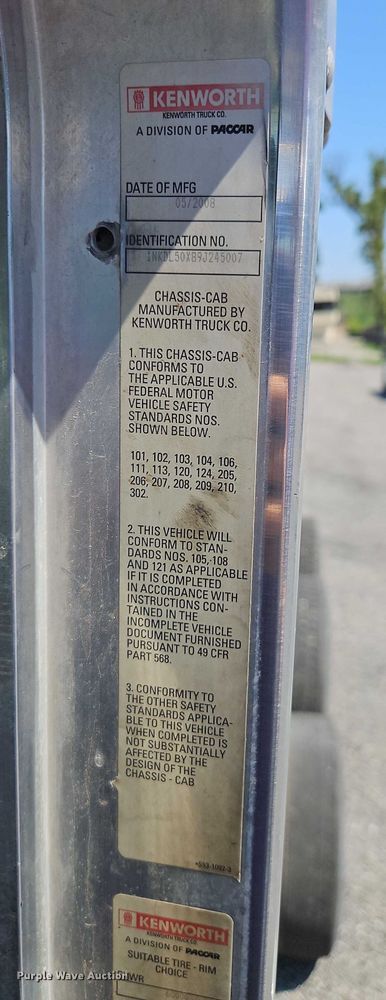 KENWORTH
KENWORTH TRUCK CO.
A DIVISION OF PACCAR
DATE OF MFG
05/2008
IDENTIFICATION NO.
1NKDL50XB9J245007
CHASSIS-CAB
MANUFACTURED BY
KENWORTH TRUCK CO.
1. THIS CHASSIS-CAB
CONFORMS TO
THE APPLICABLE U.S.
FEDERAL MOTOR
VEHICLE SAFETY
STANDARDS NOS.
SHOWN BELOW.
101, 102, 103, 104, 106,
111, 113, 120, 124, 205,
206, 207, 208, 209, 210,
302.
2. THIS VEHICLE WILL
CONFORM TO STAN-
DARDS NOS. 105, 108
AND 121 AS APPLICABLE
IF IT IS COMPLETED
IN ACCORDANCE WITH
INSTRUCTIONS CON-
TAINED IN THE
INCOMPLETE VEHICLE
DOCUMENT FURNISHED
PURSUANT TO 49 CFR
PART 568.
3. CONFORMITY TO
THE OTHER SAFETY
STANDARDS APPLICA-
BLE TO THIS VEHICLE
WHEN COMPLETED IS
NOT SUBSTANTIALLY
AFFECTED BY THE
DESIGN OF THE
CHASSIS - CAB
KENWORTH
KENWORTH TRUCK CO.
A DIVISION OF PACCAR
SUITABLE TIRE - RIM
CHOICE
Purple Wave Auction